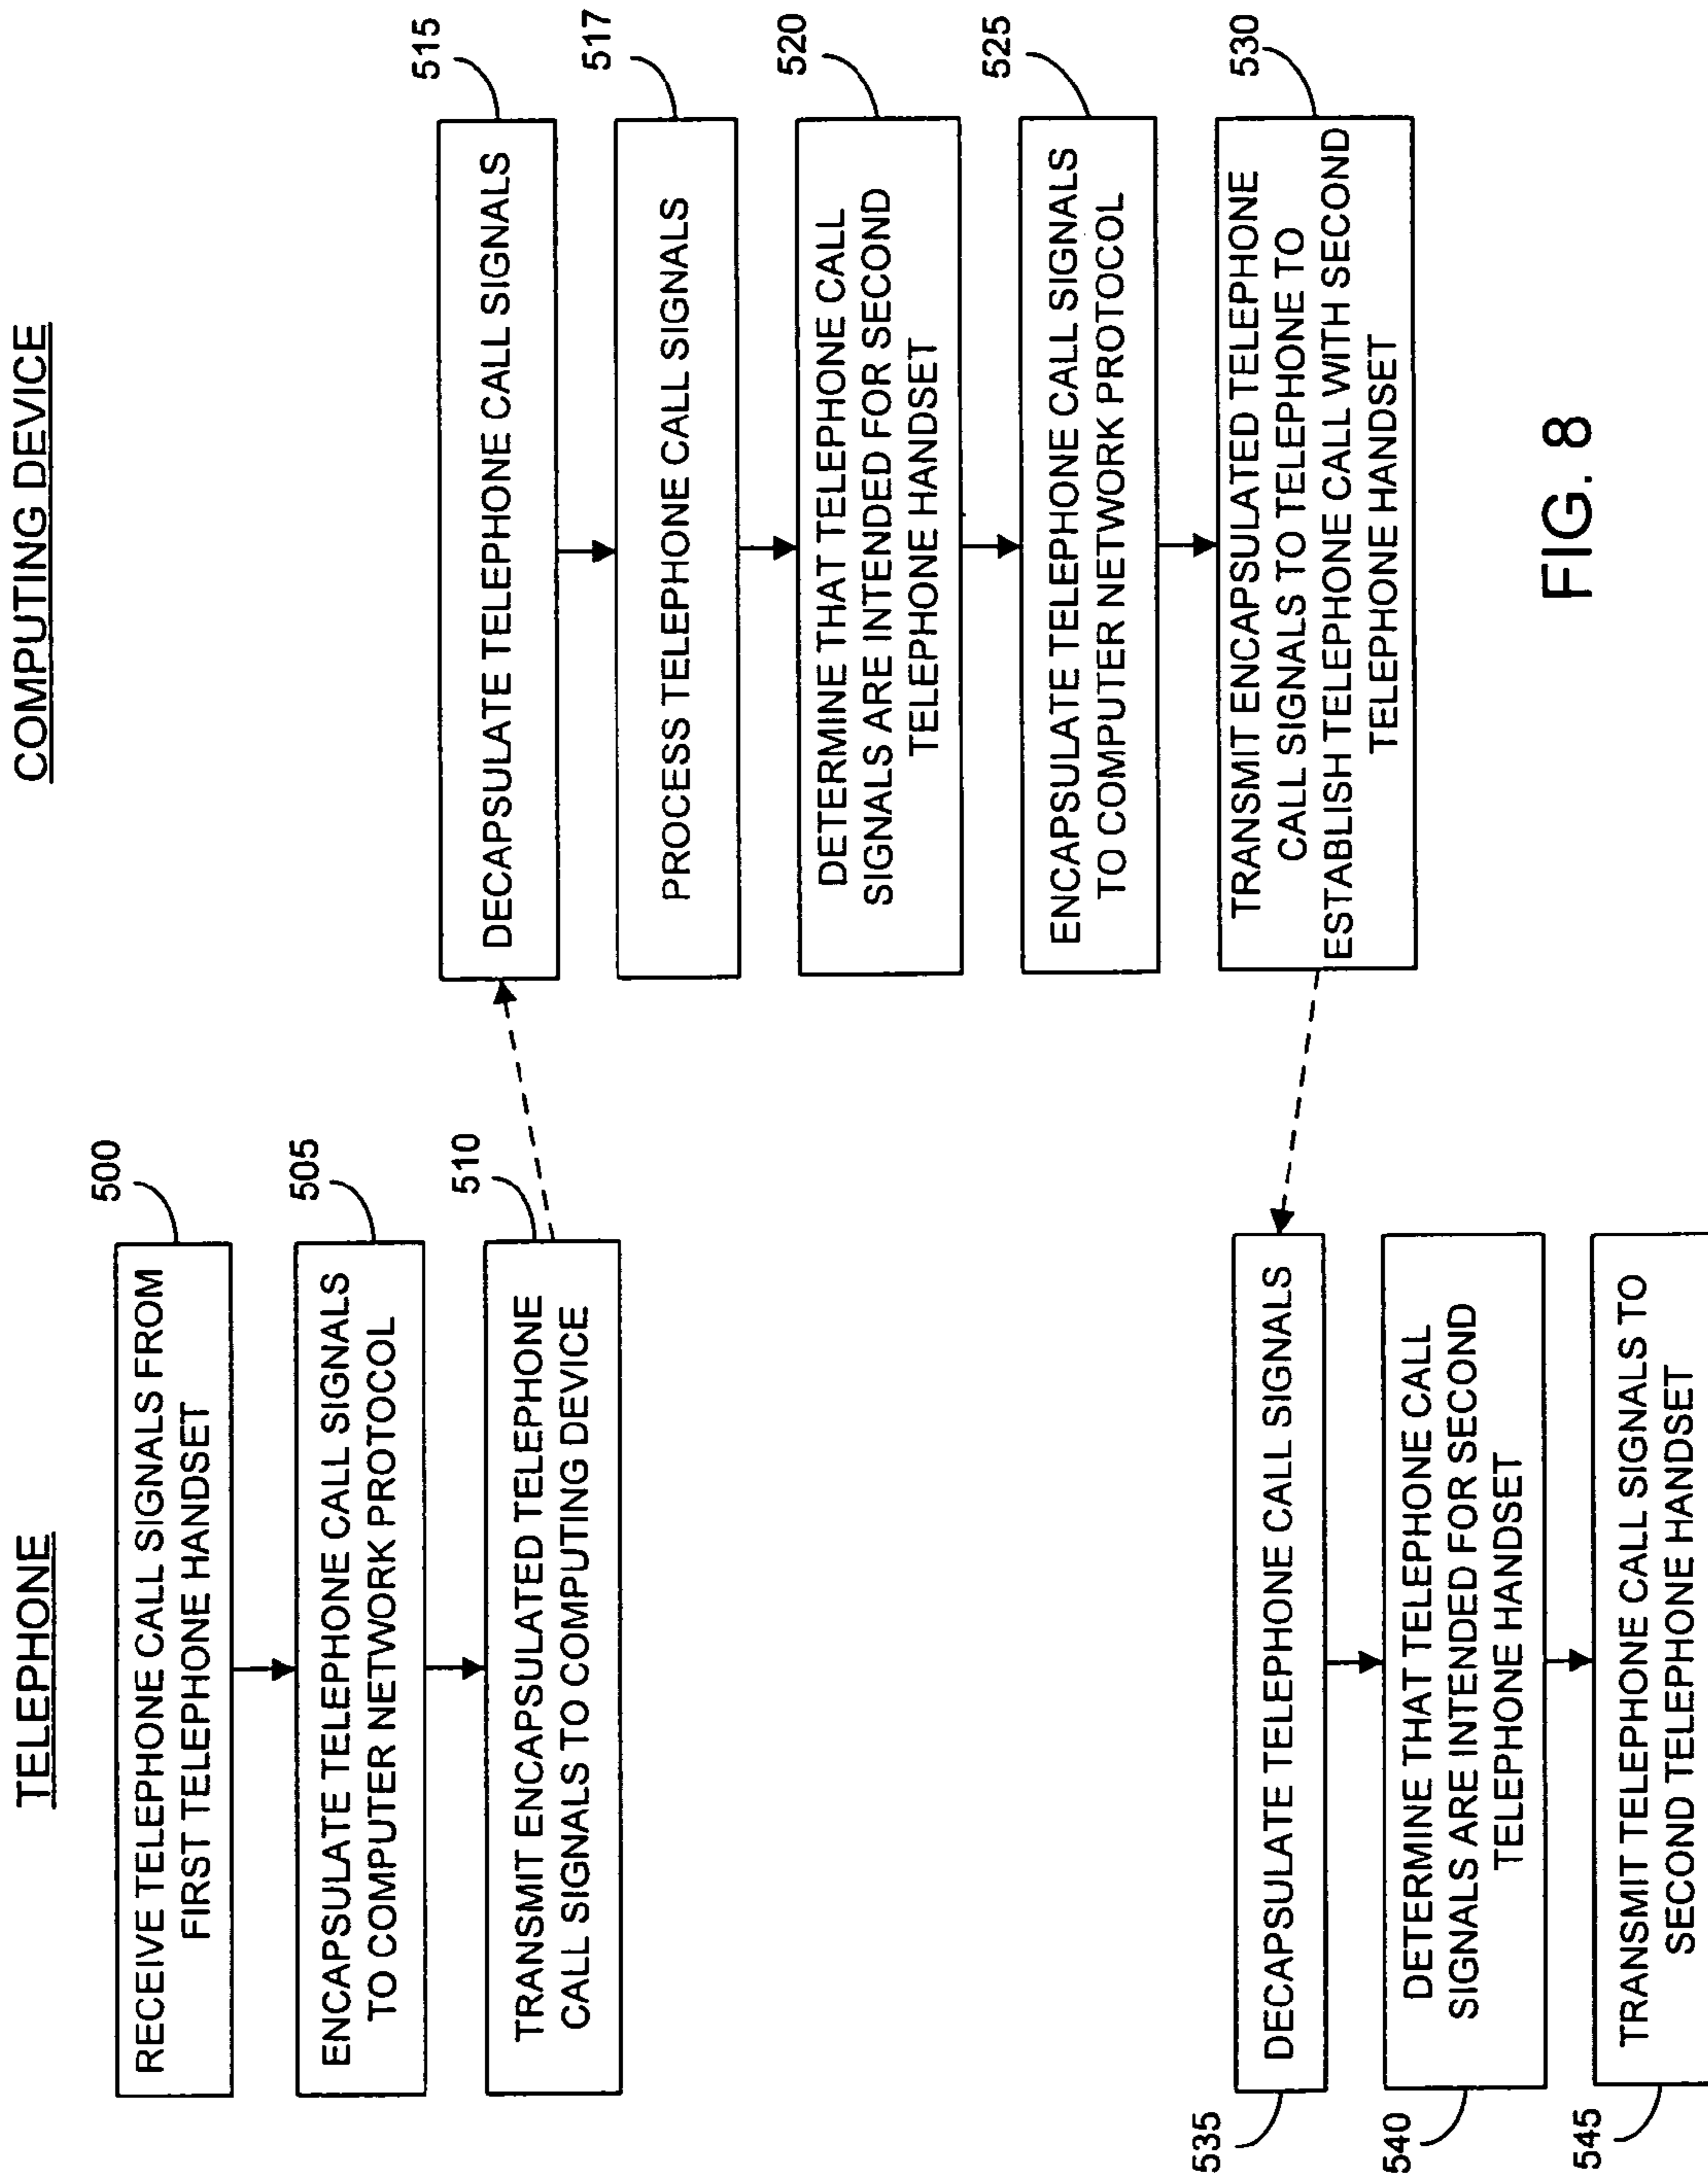 TELEPHONE
500
RECEIVE TELEPHONE CALL SIGNALS FROM
FIRST TELEPHONE HANDSET
505
ENCAPSULATE TELEPHONE CALL SIGNALS
TO COMPUTER NETWORK PROTOCOL
510
TRANSMIT ENCAPSULATED TELEPHONE
CALL SIGNALS TO COMPUTING DEVICE
COMPUTING DEVICE
515
DECAPSULATE TELEPHONE CALL SIGNALS
517
PROCESS TELEPHONE CALL SIGNALS
520
DETERMINE THAT TELEPHONE CALL
SIGNALS ARE INTENDED FOR SECOND
TELEPHONE HANDSET
525
ENCAPSULATE TELEPHONE CALL SIGNALS
TO COMPUTER NETWORK PROTOCOL
530
TRANSMIT ENCAPSULATED TELEPHONE
CALL SIGNALS TO TELEPHONE TO
ESTABLISH TELEPHONE CALL WITH SECOND
TELEPHONE HANDSET
535
DECAPSULATE TELEPHONE CALL SIGNALS
540
DETERMINE THAT TELEPHONE CALL
SIGNALS ARE INTENDED FOR SECOND
TELEPHONE HANDSET
545
TRANSMIT TELEPHONE CALL SIGNALS TO
SECOND TELEPHONE HANDSET
FIG. 8